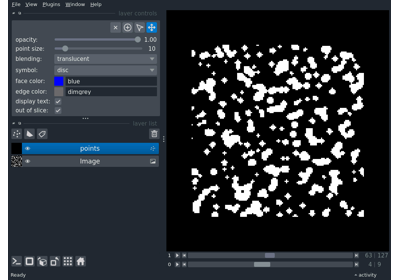 File View Plugins Window Help
layer controls
opacity: 1.00
point size: 10
blending: translucent
symbol: disc
face color: blue
edge color: dimgrey
display text:
out of slice:
layer list
points
Image
1 63 127
0 4 9
Ready
activity